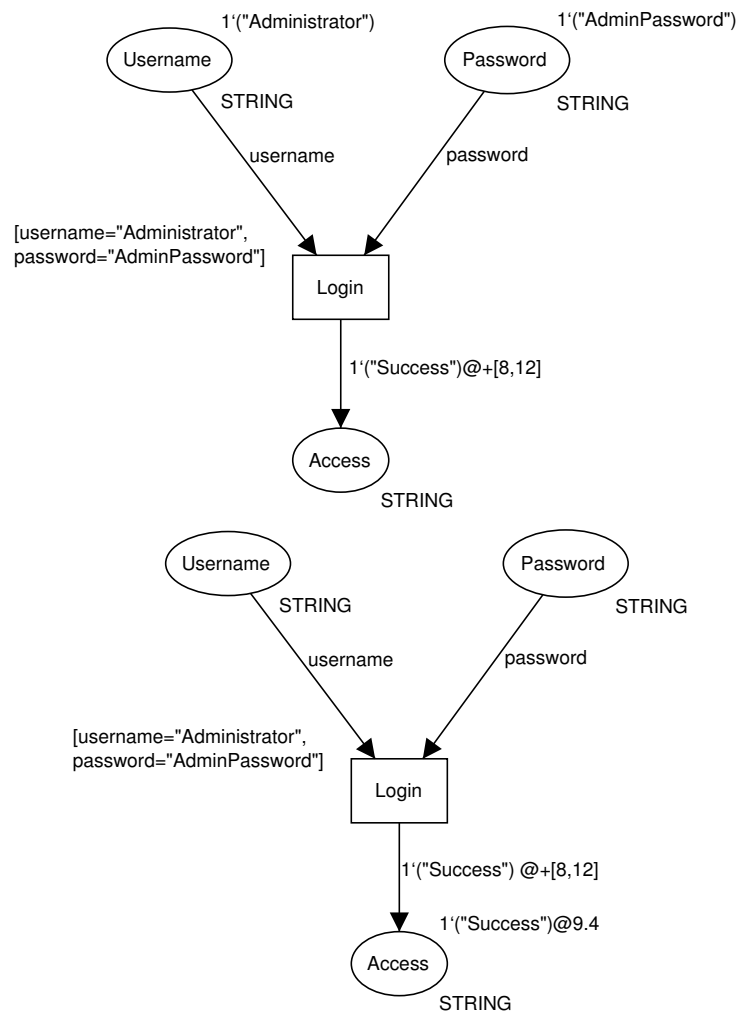 1‘("Administrator")
1‘("AdminPassword")
Username
Password
STRING
STRING
username
password
[username="Administrator",
password="AdminPassword"]
Login
1‘("Success")@+[8,12]
Access
STRING
Username
Password
STRING
STRING
username
password
[username="Administrator",
password="AdminPassword"]
Login
1‘("Success") @+[8,12]
1‘("Success")@9.4
Access
STRING